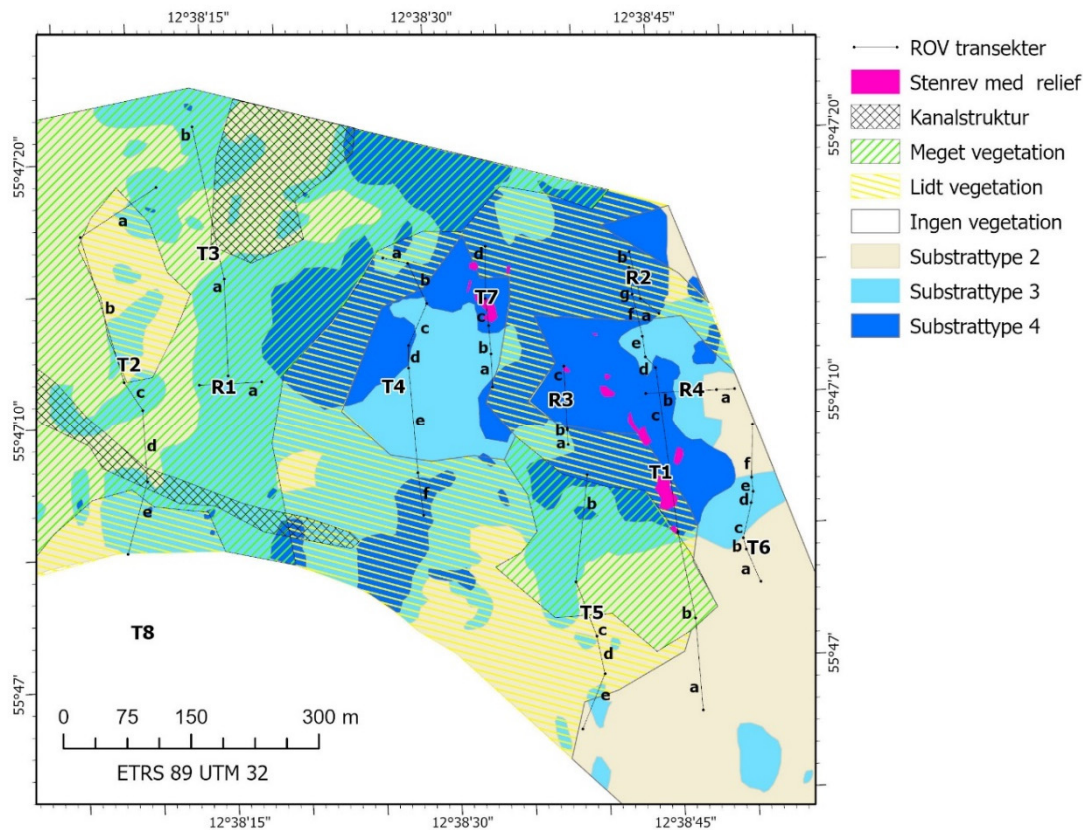 12°38'15" 12°38'30" 12°38'45"
ROV transekter
Stenrev med relief
Kanalstruktur
Meget vegetation
Lidt vegetation
Ingen vegetation
Substrattype 2
Substrattype 3
Substrattype 4
55°47'20"
55°47'20"
55°47'10"
55°47'10"
55°47'
55°47'
b
a
T3
a
b
T2
c
R1
a
d
e
T8
a
b
c
d
T4
e
f
d
T7
c
b
a
b
R2
g
f
a
e
d
c
R3
b
a
b
R4
a
c
T1
b
f
e
d
c
b
T6
a
T5
c
d
e
b
a
0 75 150 300 m
ETRS 89 UTM 32
12°38'15" 12°38'30" 12°38'45"